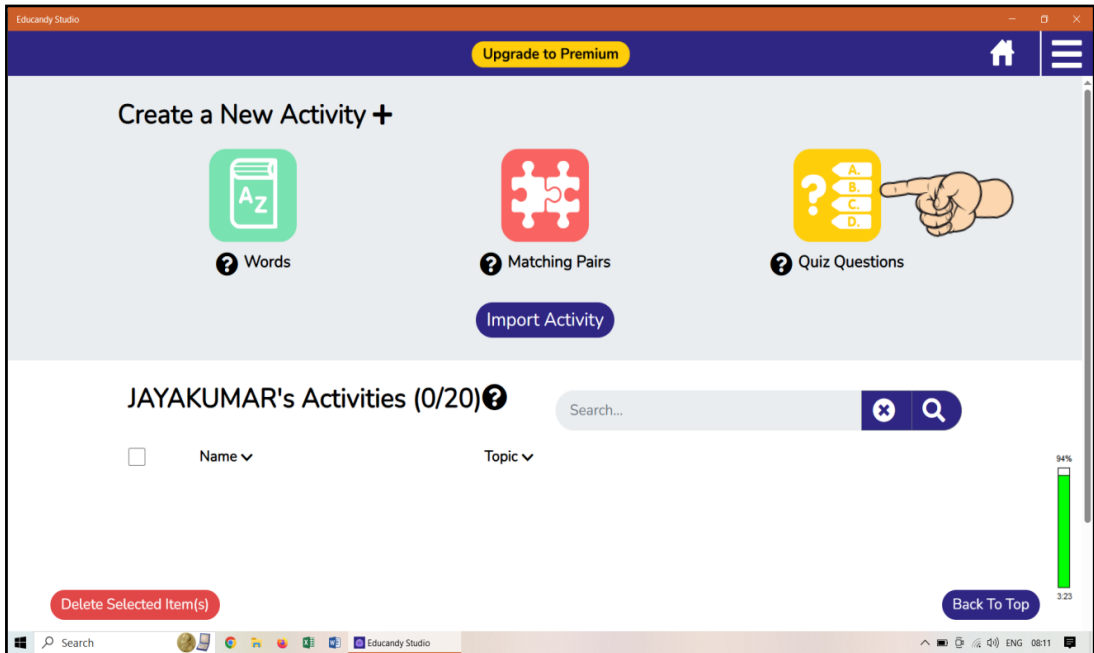 Educandy Studio
Upgrade to Premium
Create a New Activity +
A Z
? A. B. C. D.
? Words
? Matching Pairs
? Quiz Questions
Import Activity
JAYAKUMAR's Activities (0/20)?
Search...
Name
Topic
94%
3:23
Delete Selected Item(s)
Back To Top
Search
Educandy Studio
ENG
08:11